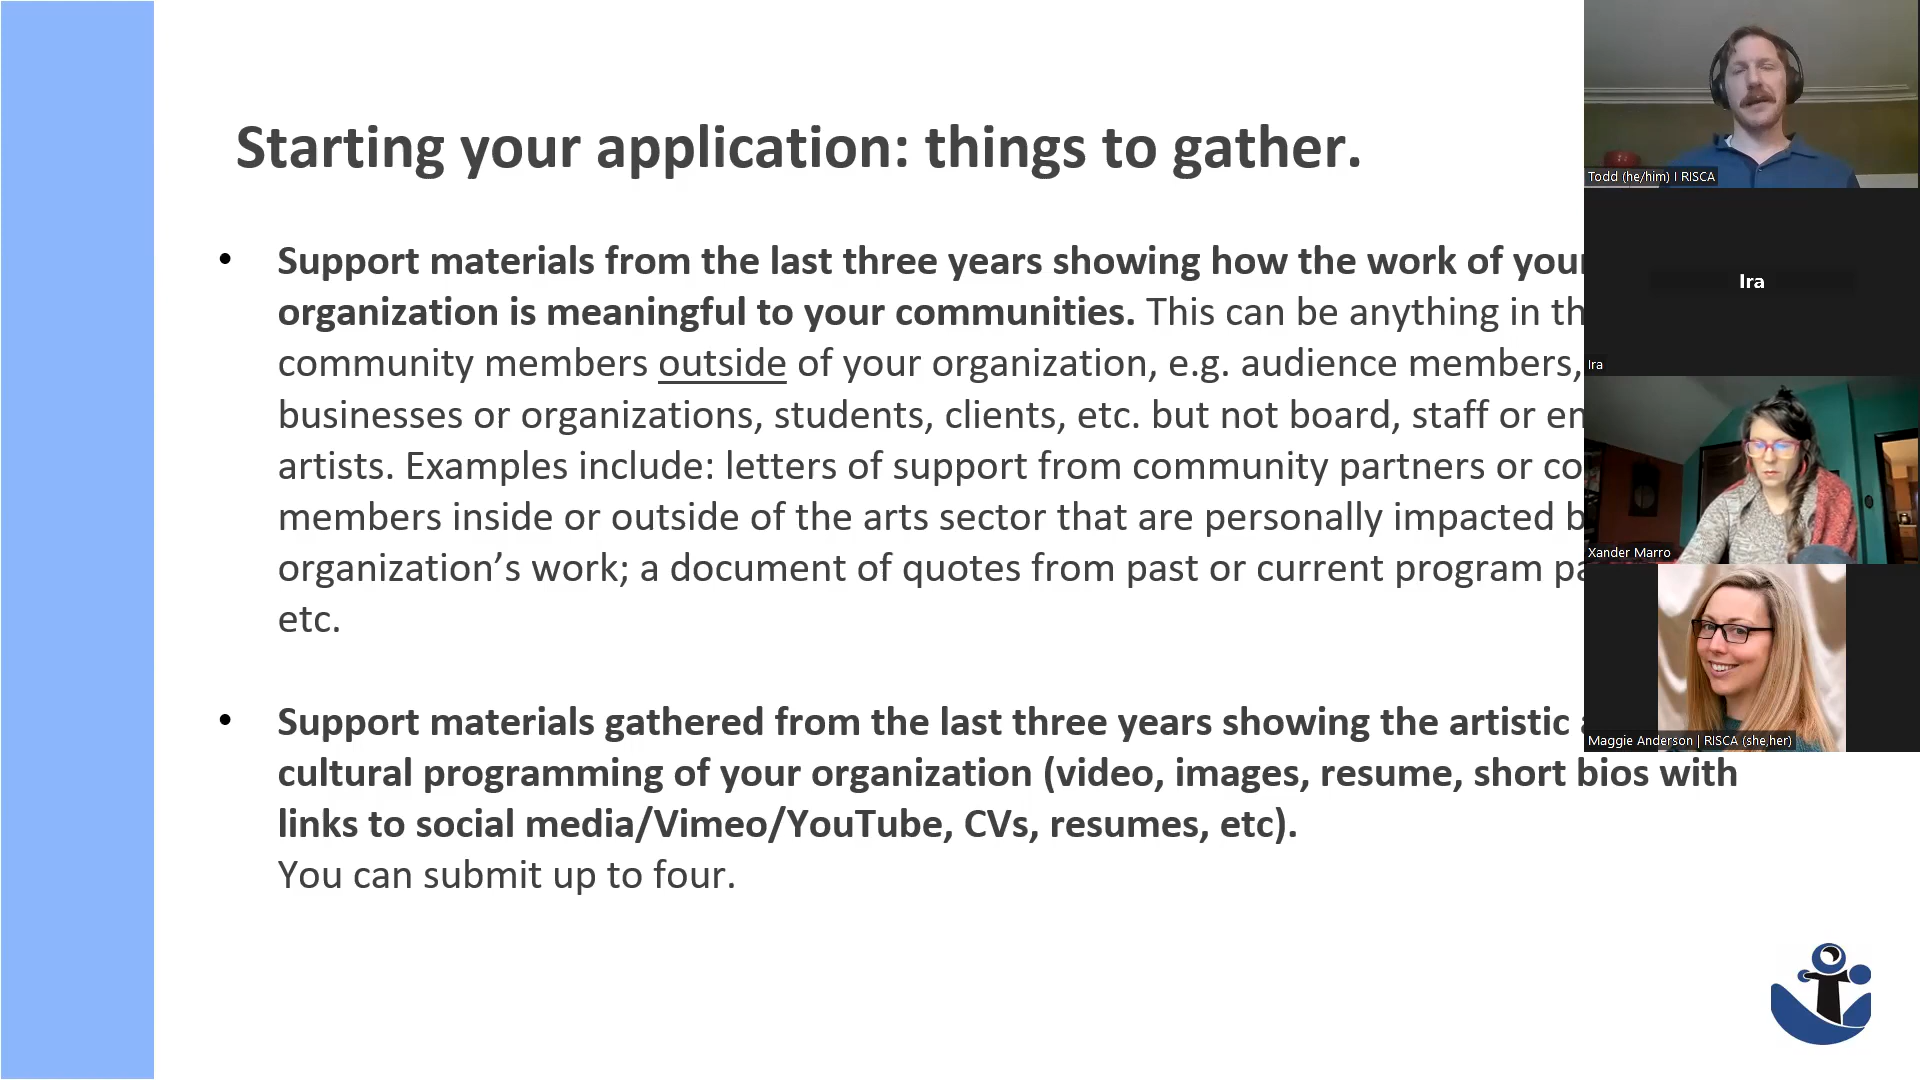 Starting your application: things to gather.
• Support materials from the last three years showing how the work of your
organization is meaningful to your communities. This can be anything in th
community members outside of your organization, e.g. audience members,
businesses or organizations, students, clients, etc. but not board, staff or
artists. Examples include: letters of support from community partners or
members inside or outside of the arts sector that are personally impacted
organization’s work; a document of quotes from past or current program
etc.
• Support materials gathered from the last three years showing the artistic
cultural programming of your organization (video, images, resume, short bios with
links to social media/Vimeo/YouTube, CVs, resumes, etc).
You can submit up to four.
Todd (he/him) I RISCA
Ira
Ira
Xander Marro
Maggie Anderson | RISCA (she,her)